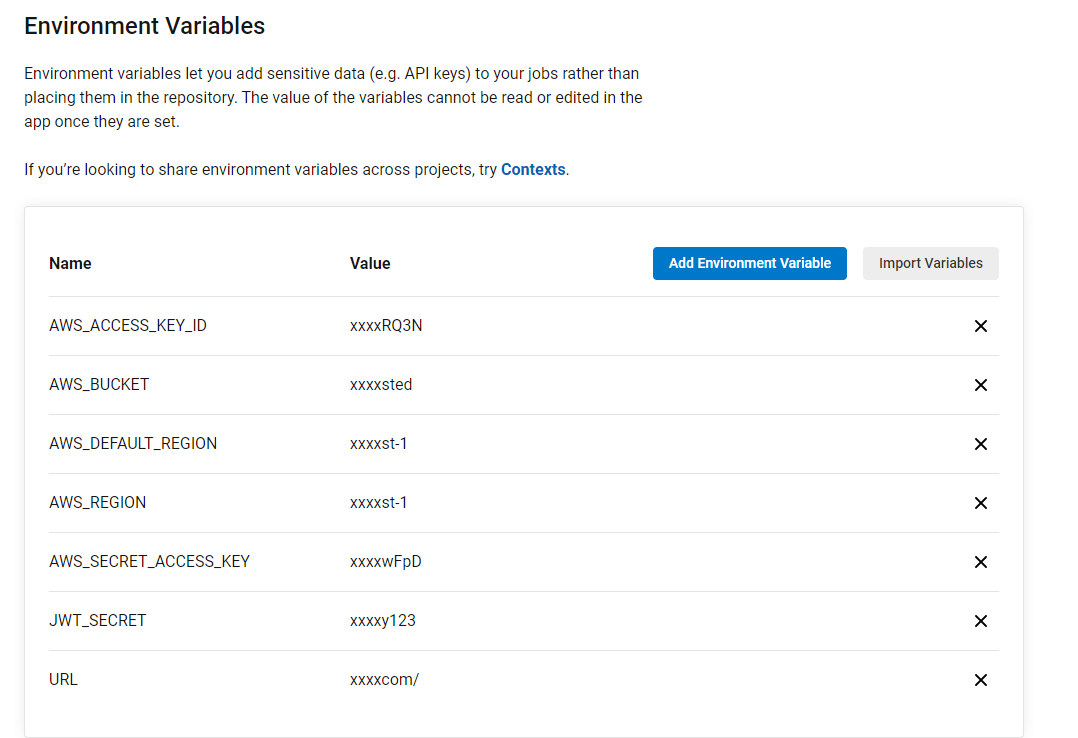 Environment Variables
Environment variables let you add sensitive data (e.g. API keys) to your jobs rather than
placing them in the repository. The value of the variables cannot be read or edited in the
app once they are set.
If you’re looking to share environment variables across projects, try Contexts.
Name Value Add Environment Variable Import Variables
AWS_ACCESS_KEY_ID xxxxRQ3N
AWS_BUCKET xxxxsted
AWS_DEFAULT_REGION xxxxst-1
AWS_REGION xxxxst-1
AWS_SECRET_ACCESS_KEY xxxxwFpD
JWT_SECRET xxxxy123
URL xxxxcom/